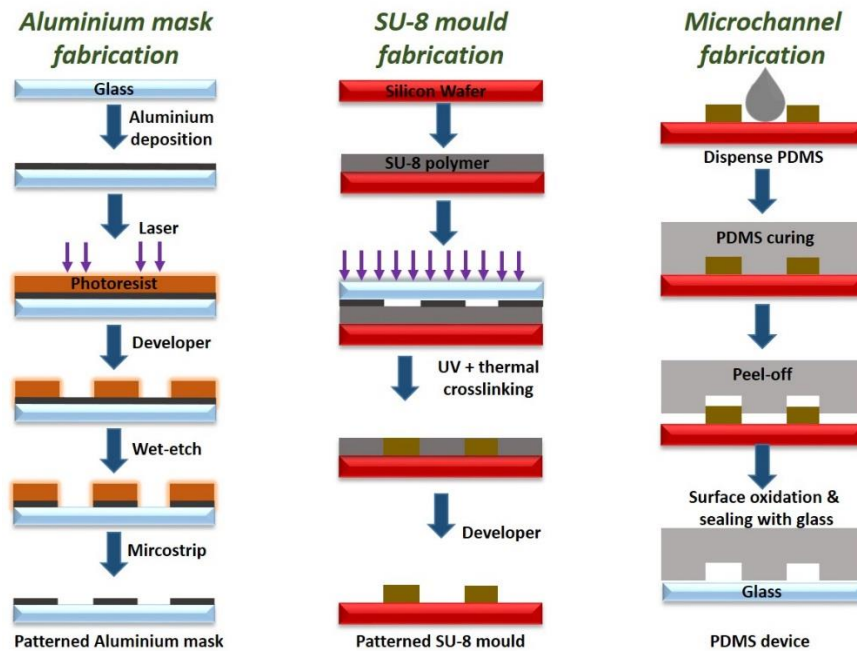 Aluminium mask
fabrication
Glass
Aluminium
deposition
Laser
Photoresist
Developer
Wet-etch
Mircostrip
Patterned Aluminium mask
SU-8 mould
fabrication
Silicon Wafer
SU-8 polymer
UV + thermal
crosslinking
Developer
Patterned SU-8 mould
Microchannel
fabrication
Dispense PDMS
PDMS curing
Peel-off
Surface oxidation &
sealing with glass
Glass
PDMS device